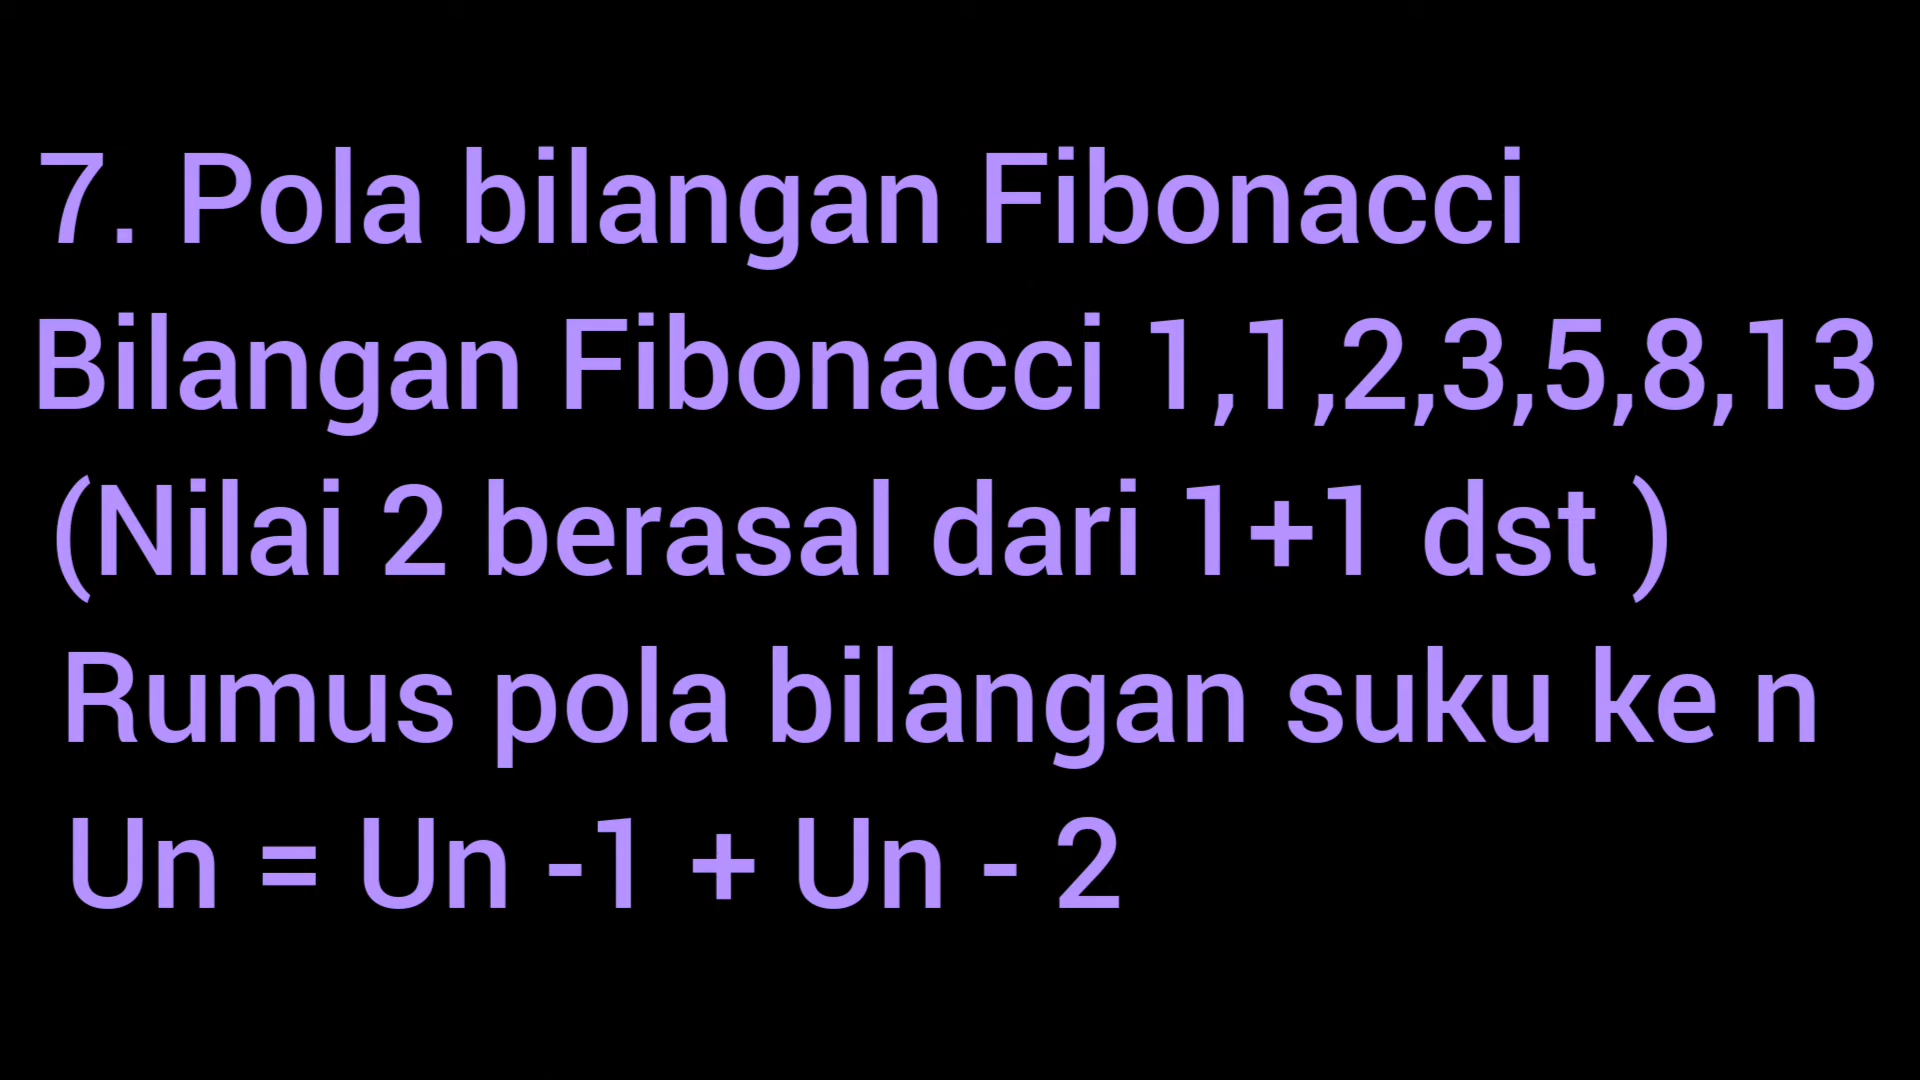 7. Pola bilangan Fibonacci
Bilangan Fibonacci 1,1,2,3,5,8,13
(Nilai 2 berasal dari 1+1 dst )
Rumus pola bilangan suku ke n
Un = Un -1 + Un - 2